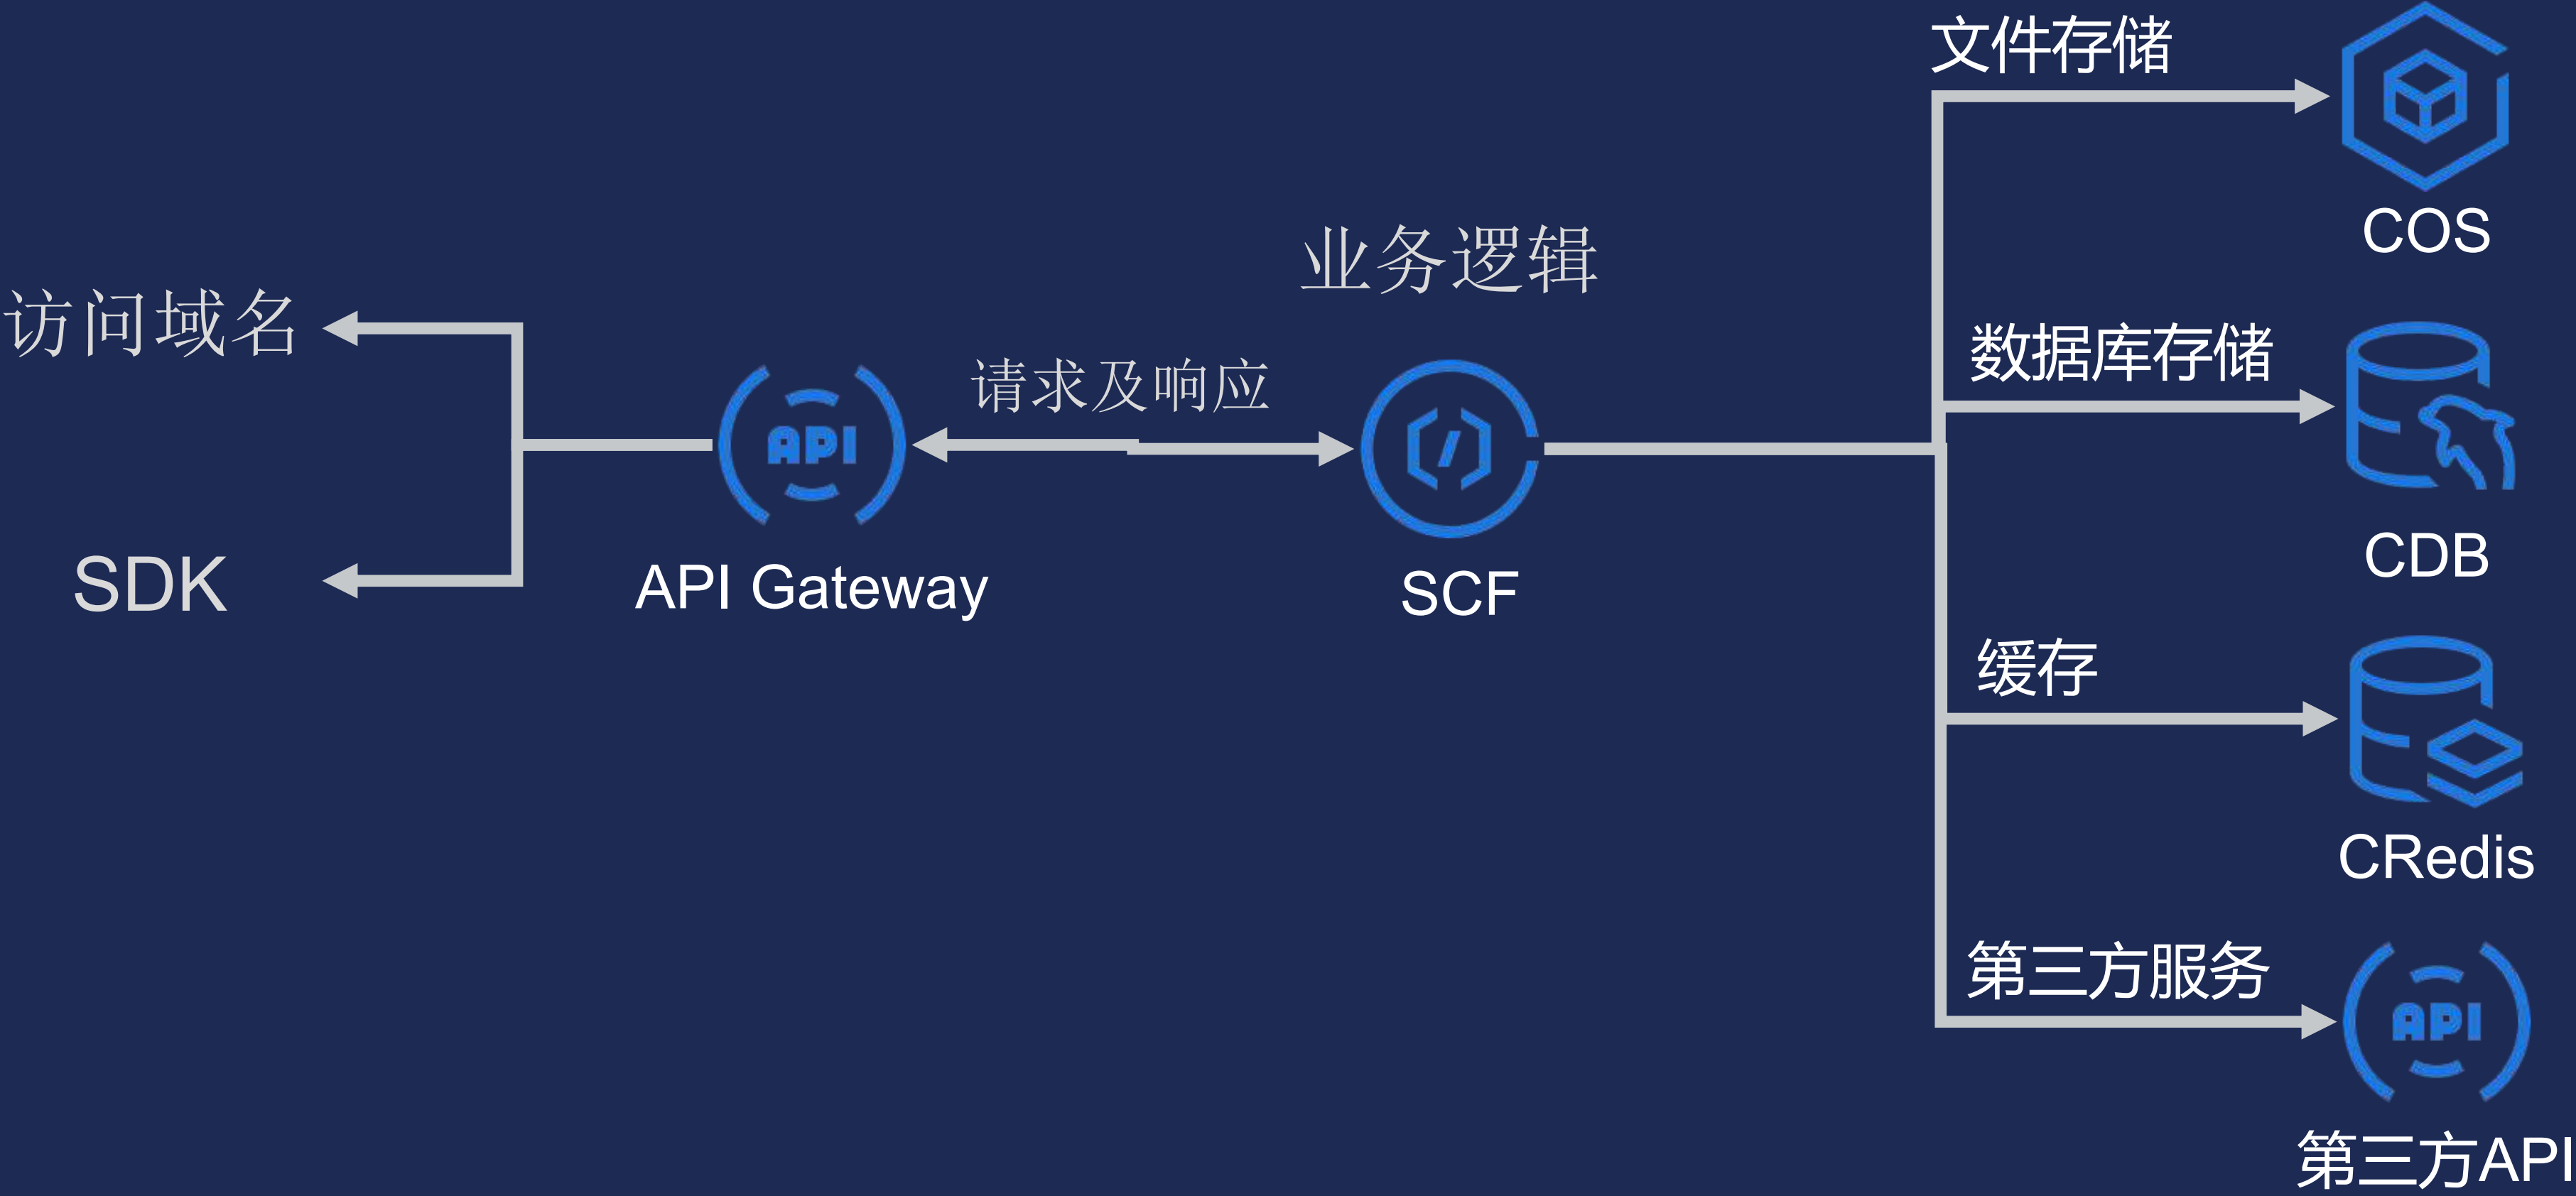 访问域名
SDK
API
API Gateway
请求及响应
业务逻辑
SCF
文件存储
COS
数据库存储
CDB
缓存
CRedis
第三方服务
API
第三方API